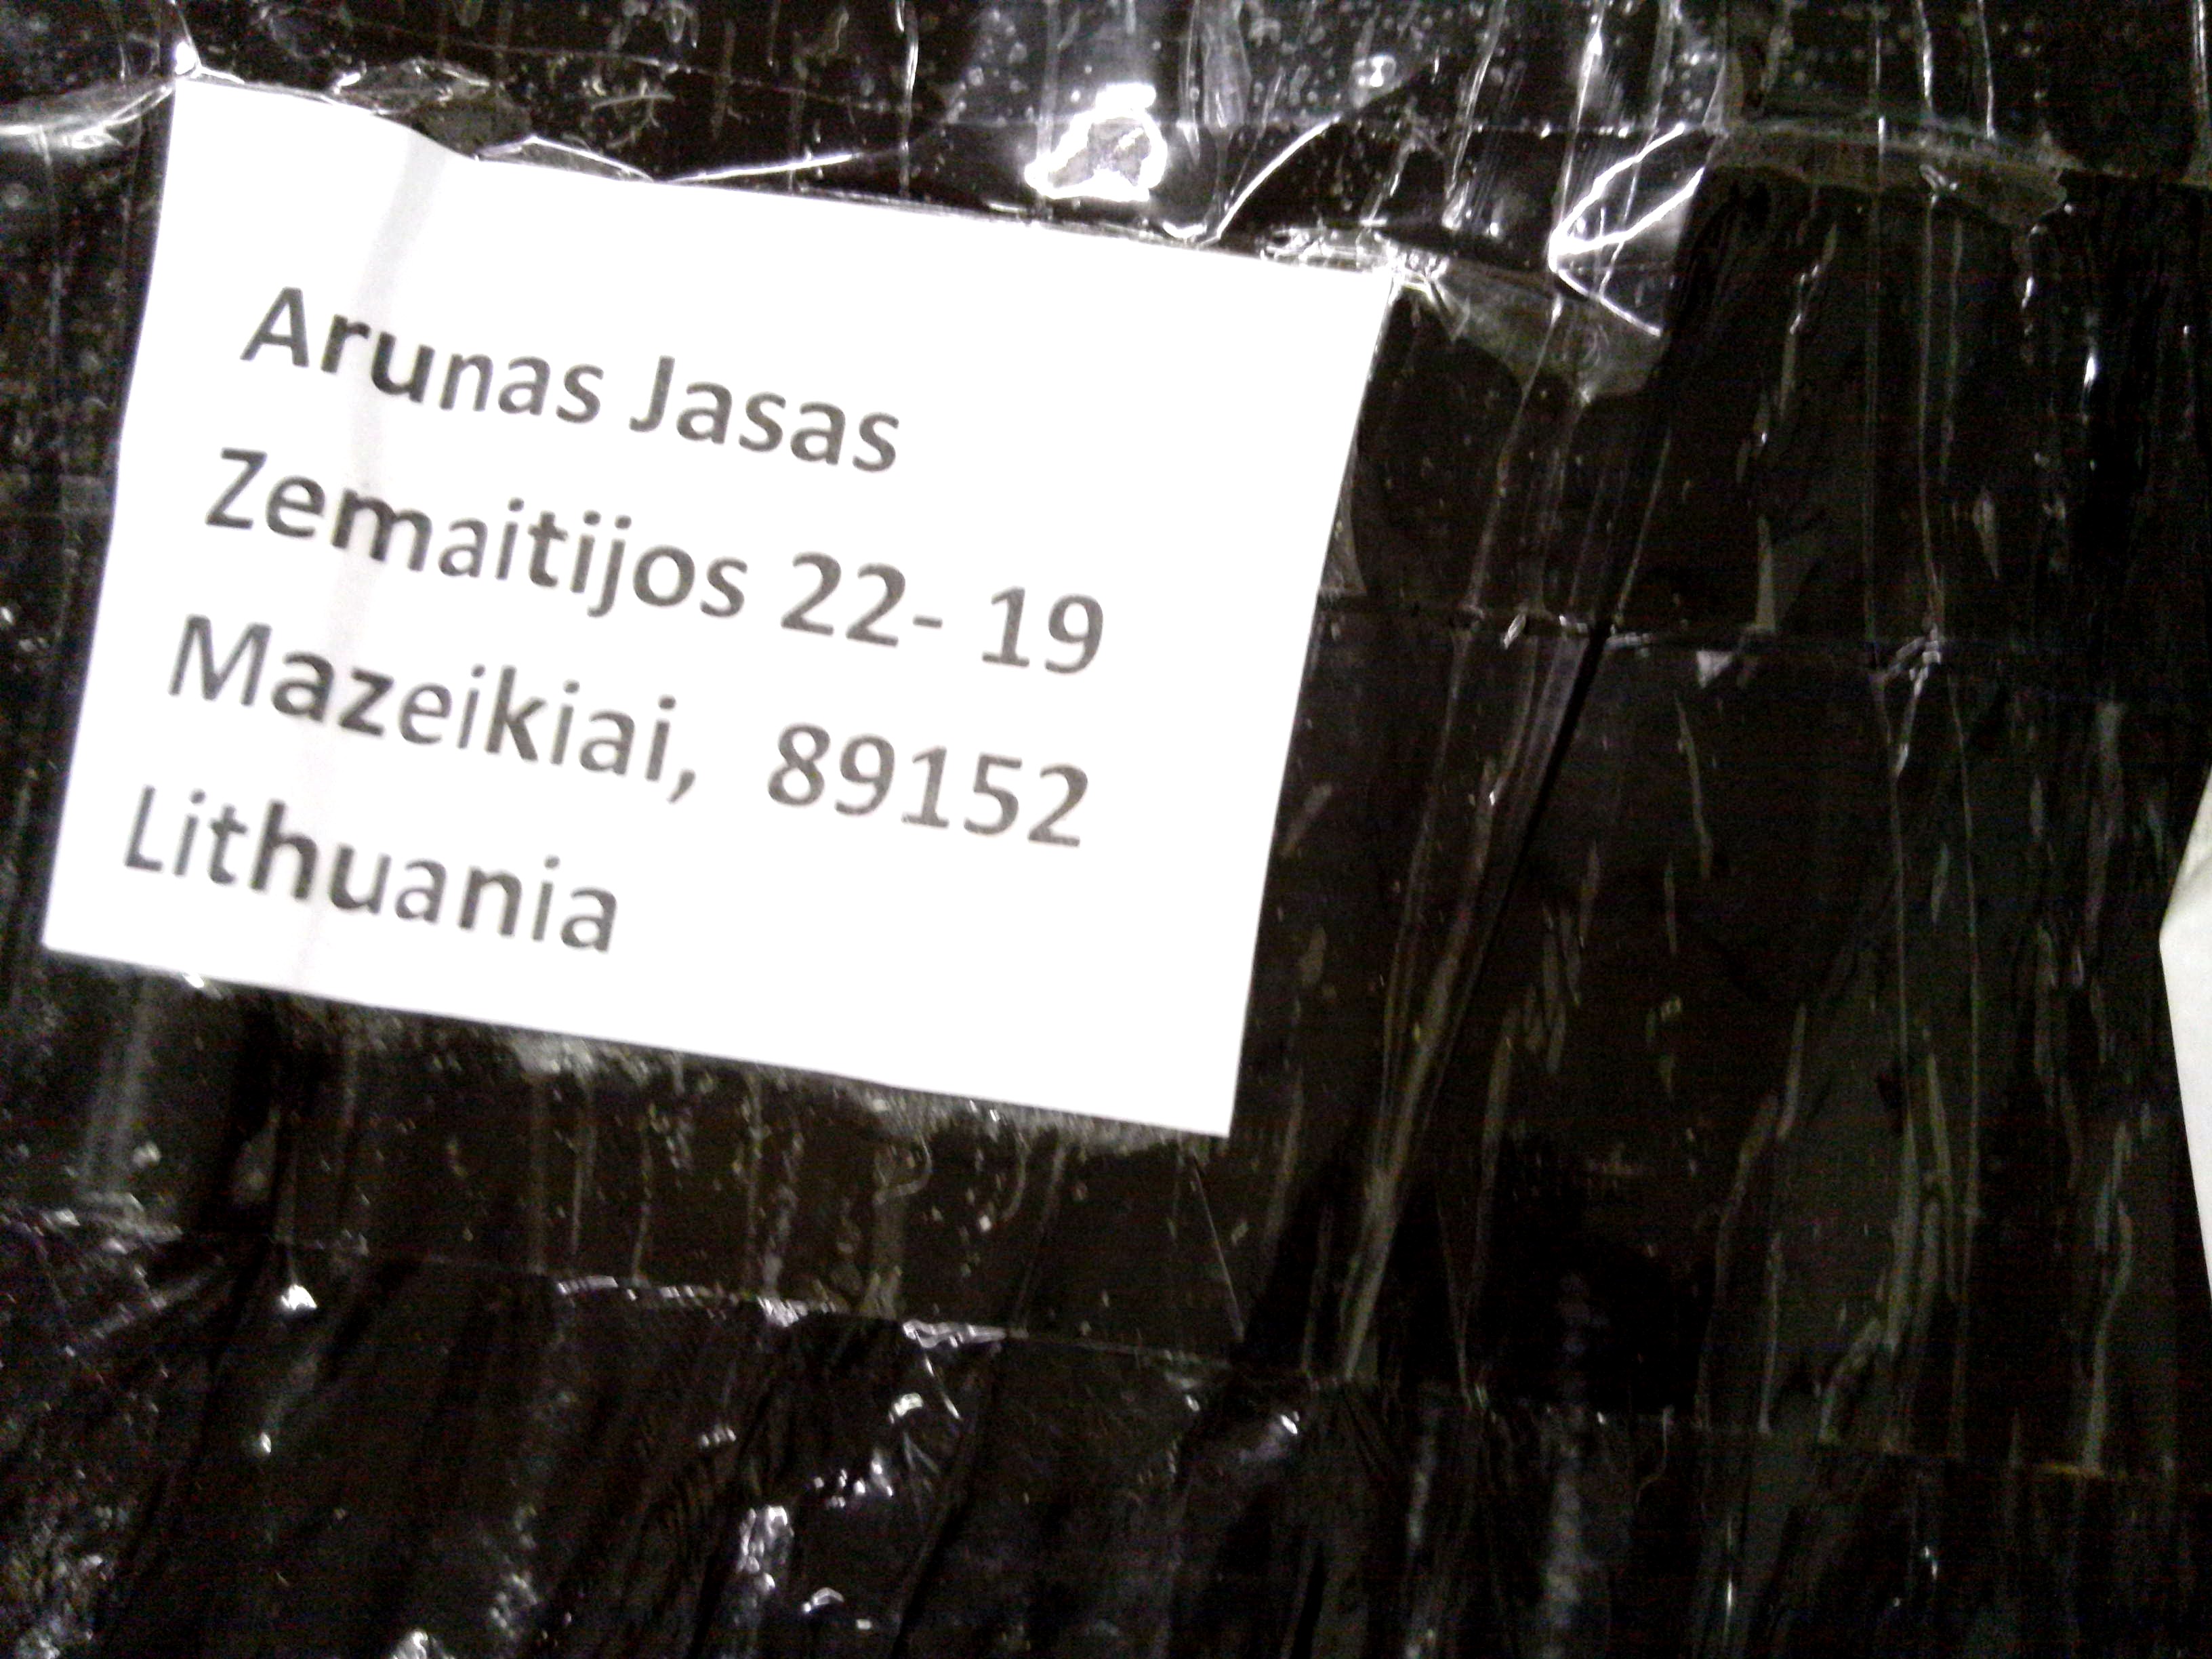 Arunas Jasas
Zemaitijos 22- 19
Mazeikiai, 89152
Lithuania